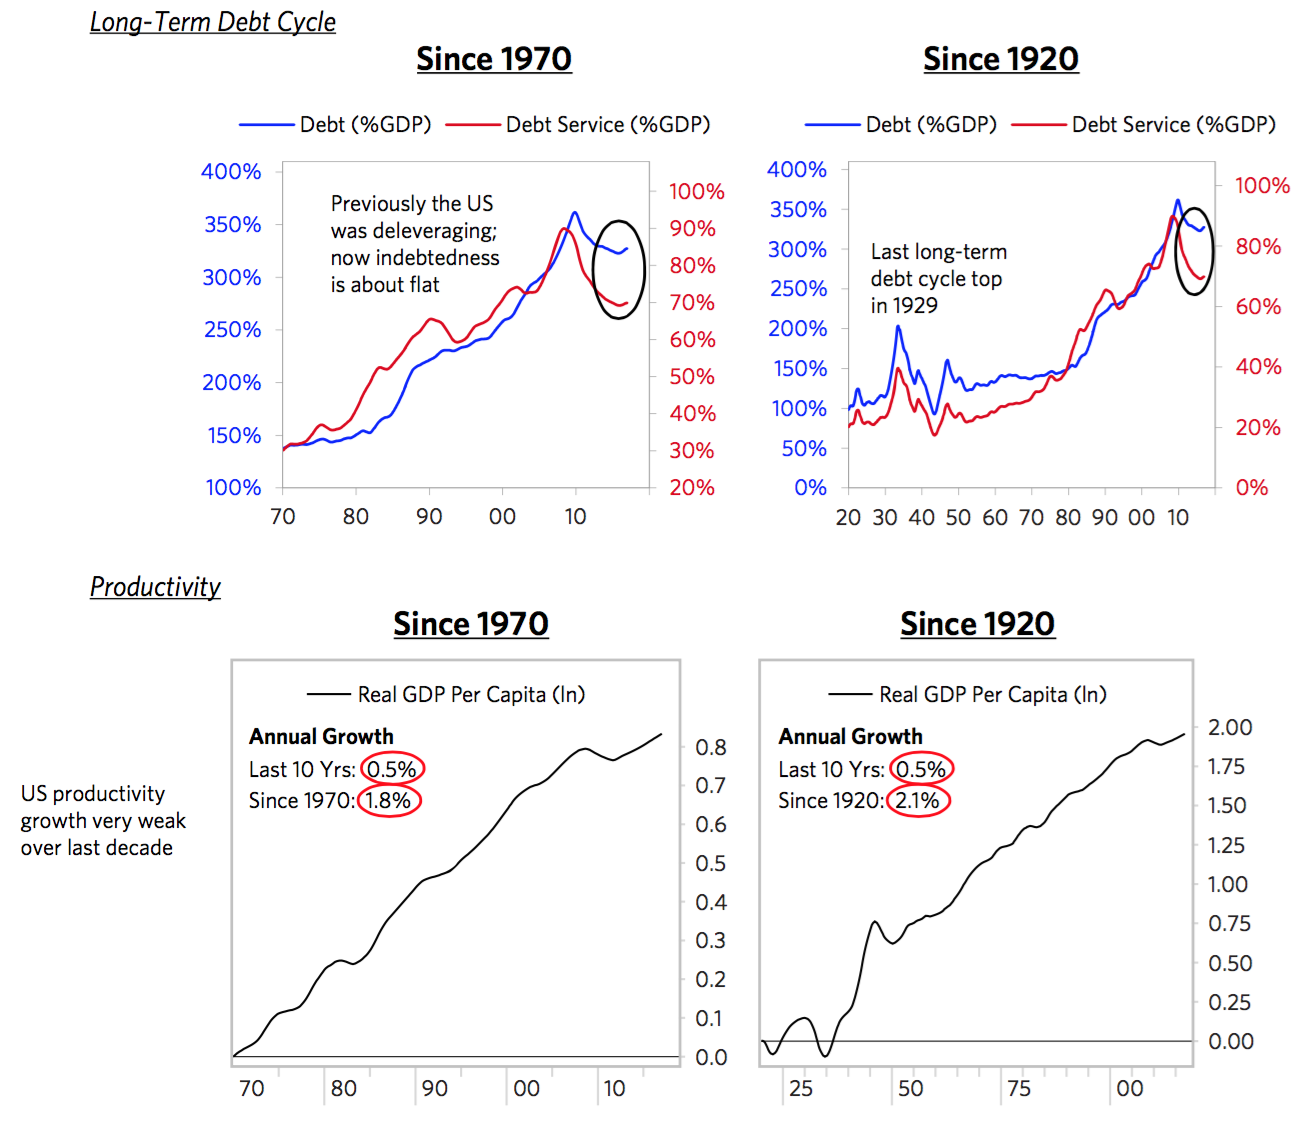 Long-Term Debt Cycle
Since 1970
Since 1920
Debt (%GDP) Debt Service (%GDP)
Debt (%GDP) Debt Service (%GDP)
400%
350%
300%
250%
200%
150%
100%
Previously the US
was deleveraging;
now indebtedness
is about flat
100%
90%
80%
70%
60%
50%
40%
30%
20%
70 80 90 00 10
400%
350%
300%
250%
200%
150%
100%
50%
0%
Last long-term
debt cycle top
in 1929
100%
80%
60%
40%
20%
0%
20 30 40 50 60 70 80 90 00 10
Productivity
Since 1970
Since 1920
US productivity
growth very weak
over last decade
Real GDP Per Capita (ln)
Annual Growth
Last 10 Yrs: 0.5%
Since 1970: 1.8%
0.8
0.7
0.6
0.5
0.4
0.3
0.2
0.1
0.0
70 80 90 00 10
Real GDP Per Capita (ln)
Annual Growth
Last 10 Yrs: 0.5%
Since 1920: 2.1%
2.00
1.75
1.50
1.25
1.00
0.75
0.50
0.25
0.00
25 50 75 00